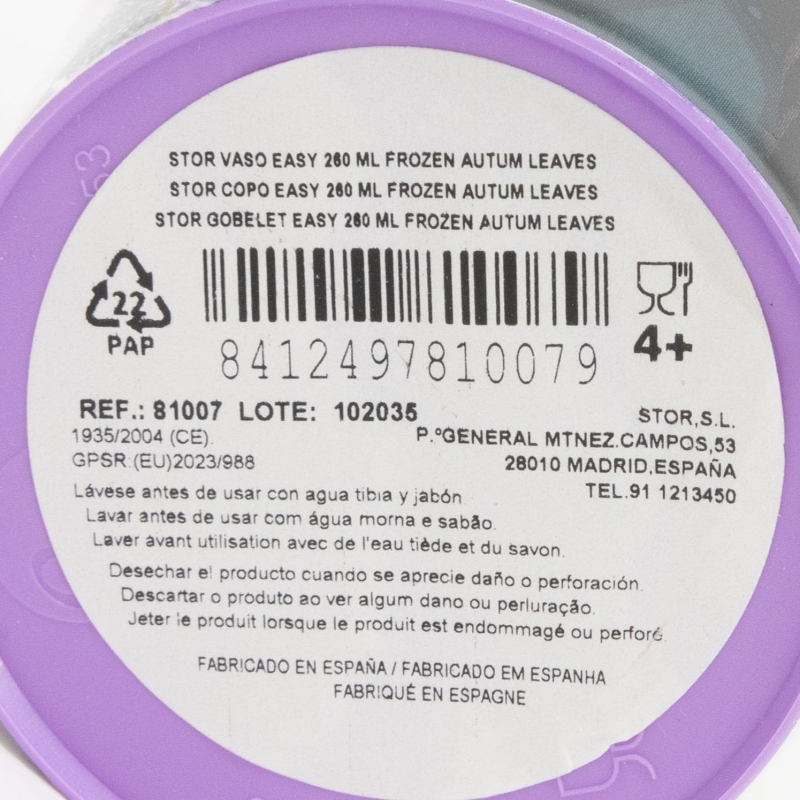 STOR VASO EASY 260 ML FROZEN AUTUM LEAVES
STOR COPO EASY 260 ML FROZEN AUTUM LEAVES
STOR GOBELET EASY 260 ML FROZEN AUTUM LEAVES
22
PAP
8412497810079
4+
REF.: 81007 LOTE: 102035
1935/2004 (CE).
GPSR:(EU)2023/988
STOR,S.L.
P.ºGENERAL MTNEZ.CAMPOS,53
28010 MADRID,ESPAÑA
TEL.91 1213450
Lávese antes de usar con agua tibia y jabón
Lavar antes de usar com água morna e sabão.
Laver avant utilisation avec de l'eau tiède et du savon.
Desechar el producto cuando se aprecie daño o perforación.
Descartar o produto ao ver algum dano ou perfuração.
Jeter le produit lorsque le produit est endommagé ou perforé.
FABRICADO EN ESPAÑA / FABRICADO EM ESPANHA
FABRIQUÉ EN ESPAGNE
53